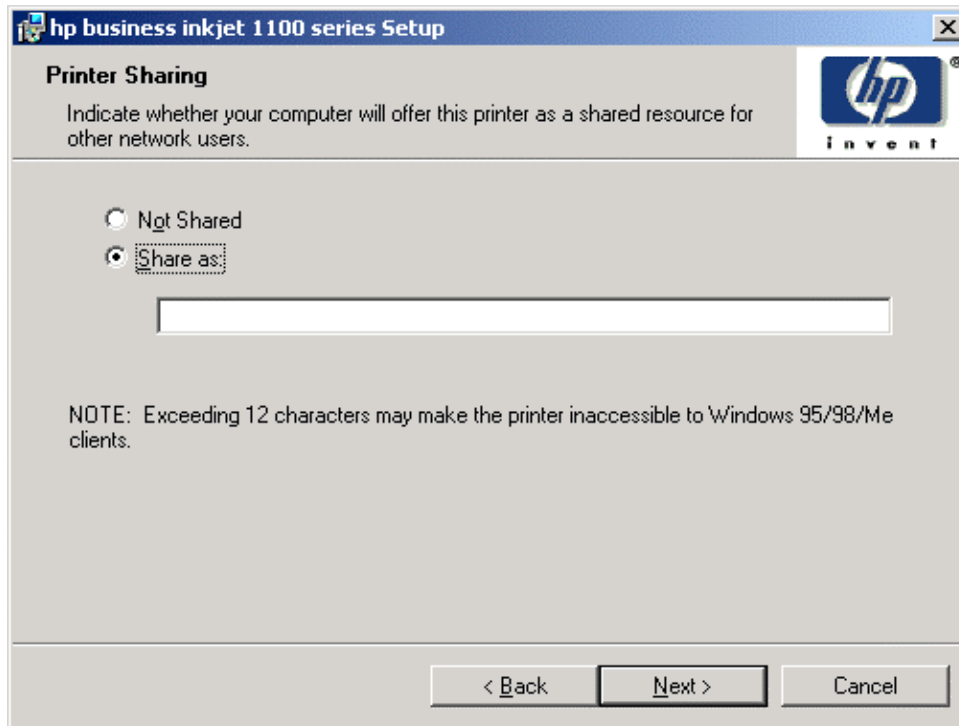 hp business inkjet 1100 series Setup
Printer Sharing
Indicate whether your computer will offer this printer as a shared resource for
other network users.
hp
®
invent
Not Shared
Share as:
NOTE:  Exceeding 12 characters may make the printer inaccessible to Windows 95/98/Me
clients.
< Back
Next >
Cancel